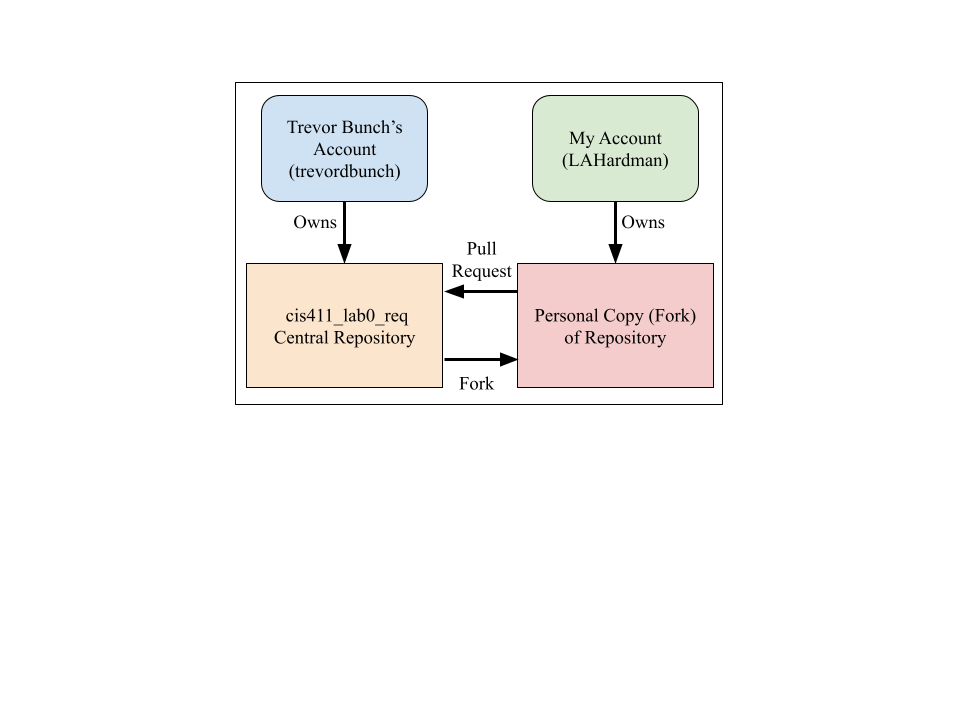 Trevor Bunch’s
Account
(trevordbunch)
My Account
(LAHardman)
Owns
Owns
Pull
Request
cis411_lab0_req
Central Repository
Personal Copy (Fork)
of Repository
Fork